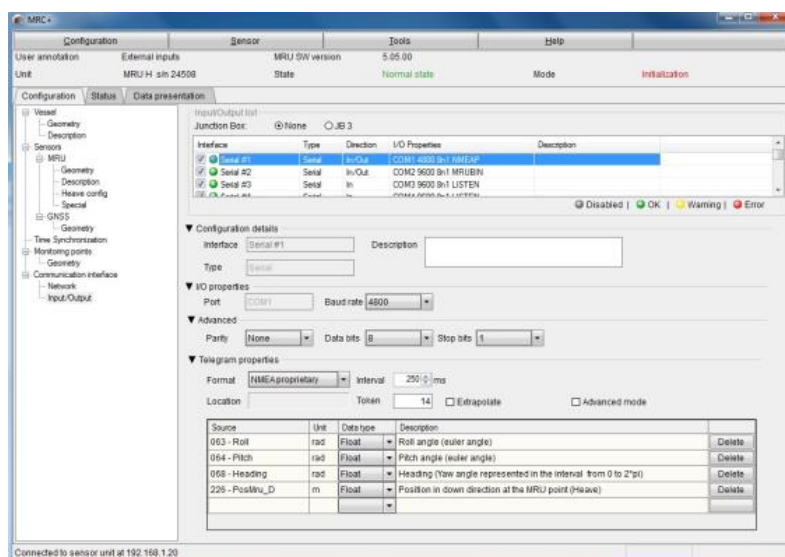 MRC+
Configuration Sensor Tools Help
User annotation External inputs MRU SW version 5.05.00
Unit MRU H s/n 24508 State Normal state Mode Initialization
Configuration Status Data presentation
Vessel
Geometry
Description
Sensors
MRU
Geometry
Description
Heave config
Special
GNSS
Geometry
Time Synchronization
Monitoring points
Geometry
Communication interface
Network
Input/Output
Input/Output list
Junction Box: None JB 3
Interface Type Direction I/O Properties Description
Serial #1 Serial In/Out COM1 4800 8n1 NMEAP
Serial #2 Serial In/Out COM2 9600 8n1 MRUBIN
Serial #3 Serial In COM3 9600 8n1 LISTEN
Disabled | OK | Warning | Error
Configuration details
Interface Serial #1 Description
Type Serial
I/O properties
Port COM1 Baud rate 4800
Advanced
Parity None Data bits 8 Stop bits 1
Telegram properties
Format NMEA proprietary Interval 250 ms
Location Token 14 Extrapolate Advanced mode
Source Unit Data type Description
063 - Roll rad Float Roll angle (euler angle) Delete
064 - Pitch rad Float Pitch angle (euler angle) Delete
068 - Heading rad Float Heading (Yaw angle represented in the interval from 0 to 2*pi) Delete
226 - PosMru_D m Float Position in down direction at the MRU point (Heave) Delete
Connected to sensor unit at 192.168.1.20